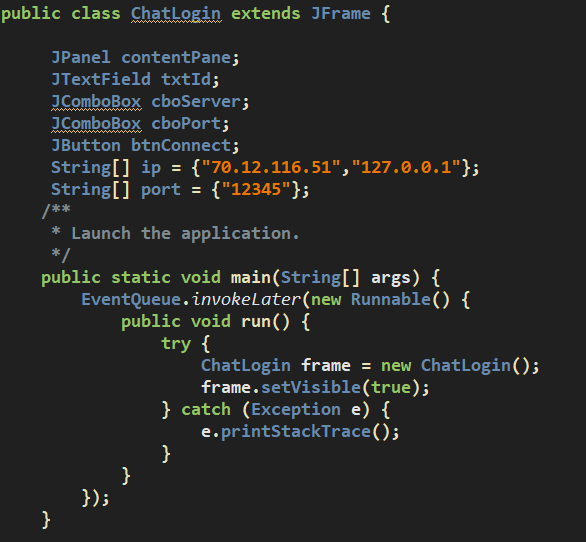 public class ChatLogin extends JFrame {
JPanel contentPane;
JTextField txtId;
JComboBox cboServer;
JComboBox cboPort;
JButton btnConnect;
String[] ip = {"70.12.116.51","127.0.0.1"};
String[] port = {"12345"};
/**
* Launch the application.
*/
public static void main(String[] args) {
EventQueue.invokeLater(new Runnable() {
public void run() {
try {
ChatLogin frame = new ChatLogin();
frame.setVisible(true);
} catch (Exception e) {
e.printStackTrace();
}
}
});
}